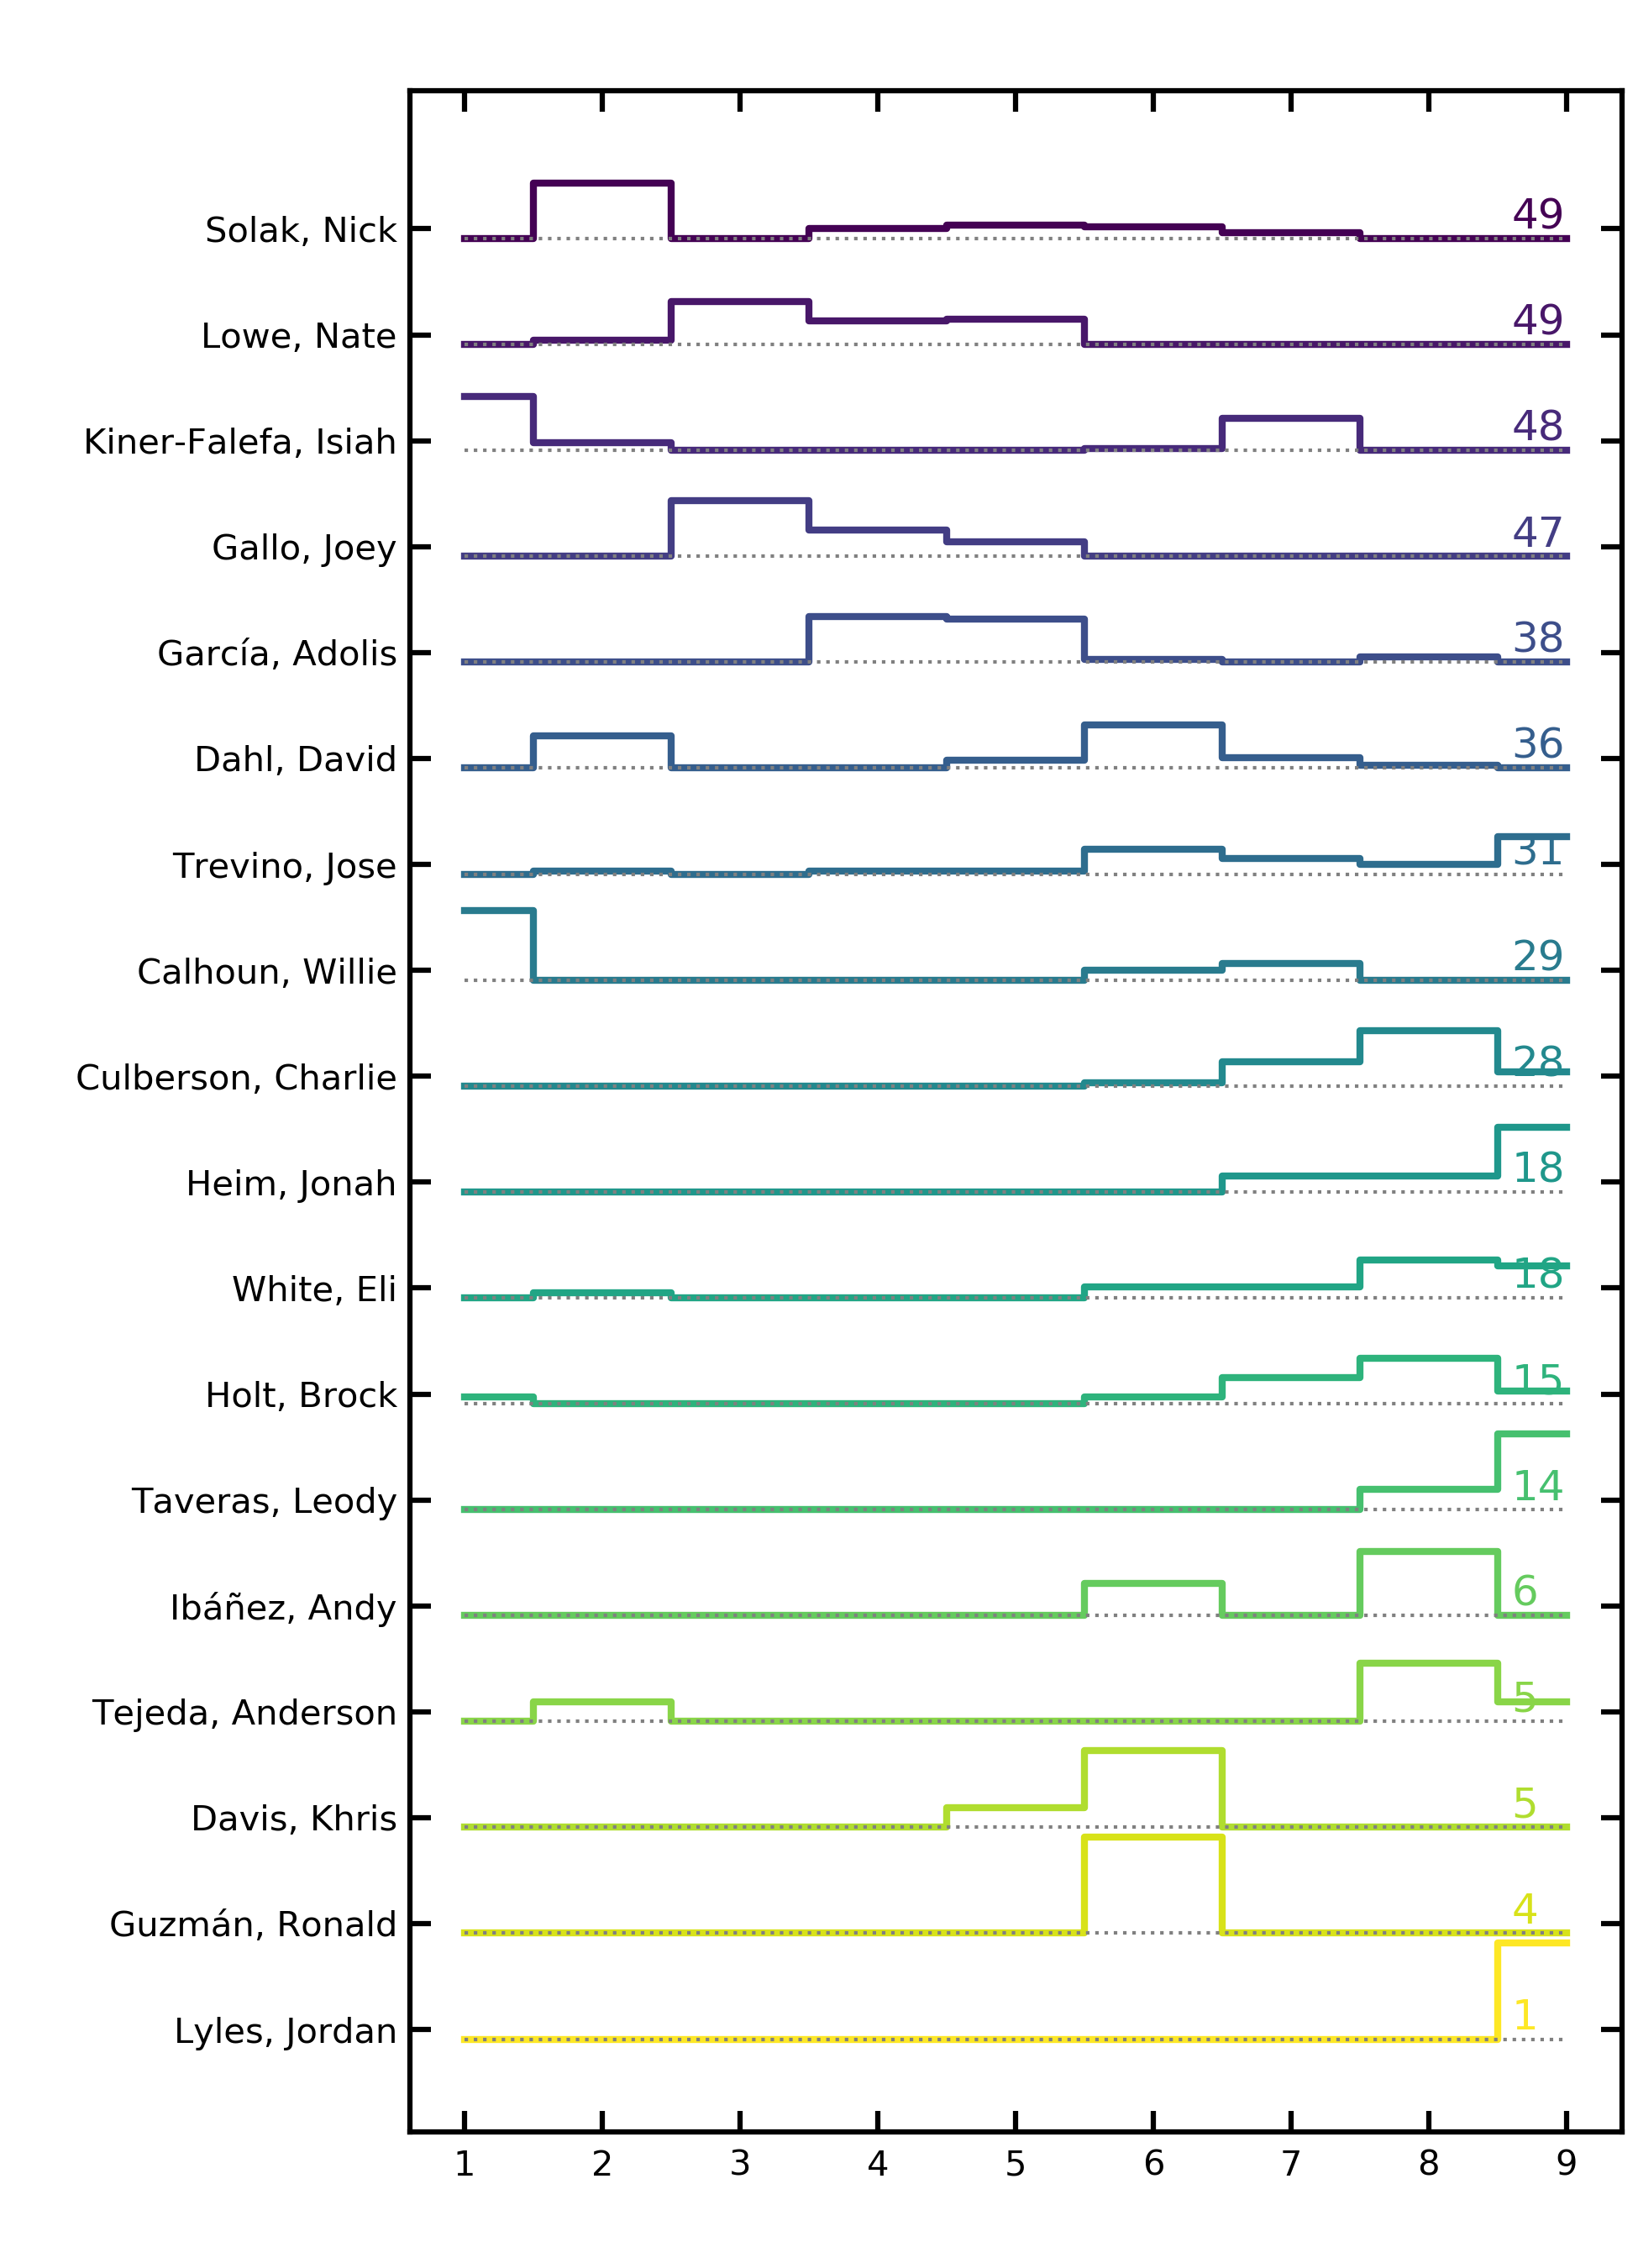 Solak, Nick 49
Lowe, Nate 49
Kiner-Falefa, Isiah 48
Gallo, Joey 47
García, Adolis 38
Dahl, David 36
Trevino, Jose 31
Calhoun, Willie 29
Culberson, Charlie 28
Heim, Jonah 18
White, Eli 18
Holt, Brock 15
Taveras, Leody 14
Ibáñez, Andy 6
Tejeda, Anderson 5
Davis, Khris 5
Guzmán, Ronald 4
Lyles, Jordan 1
1 2 3 4 5 6 7 8 9